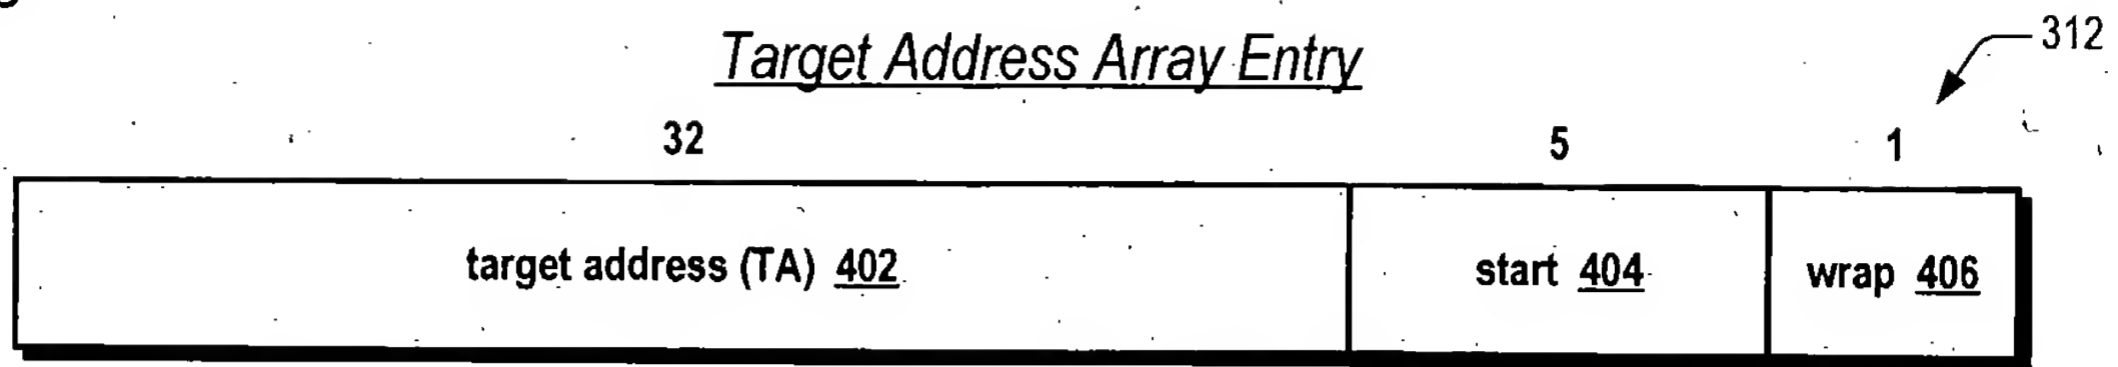 Target Address Array Entry
312
32 5 1
target address (TA) 402 start 404 wrap 406